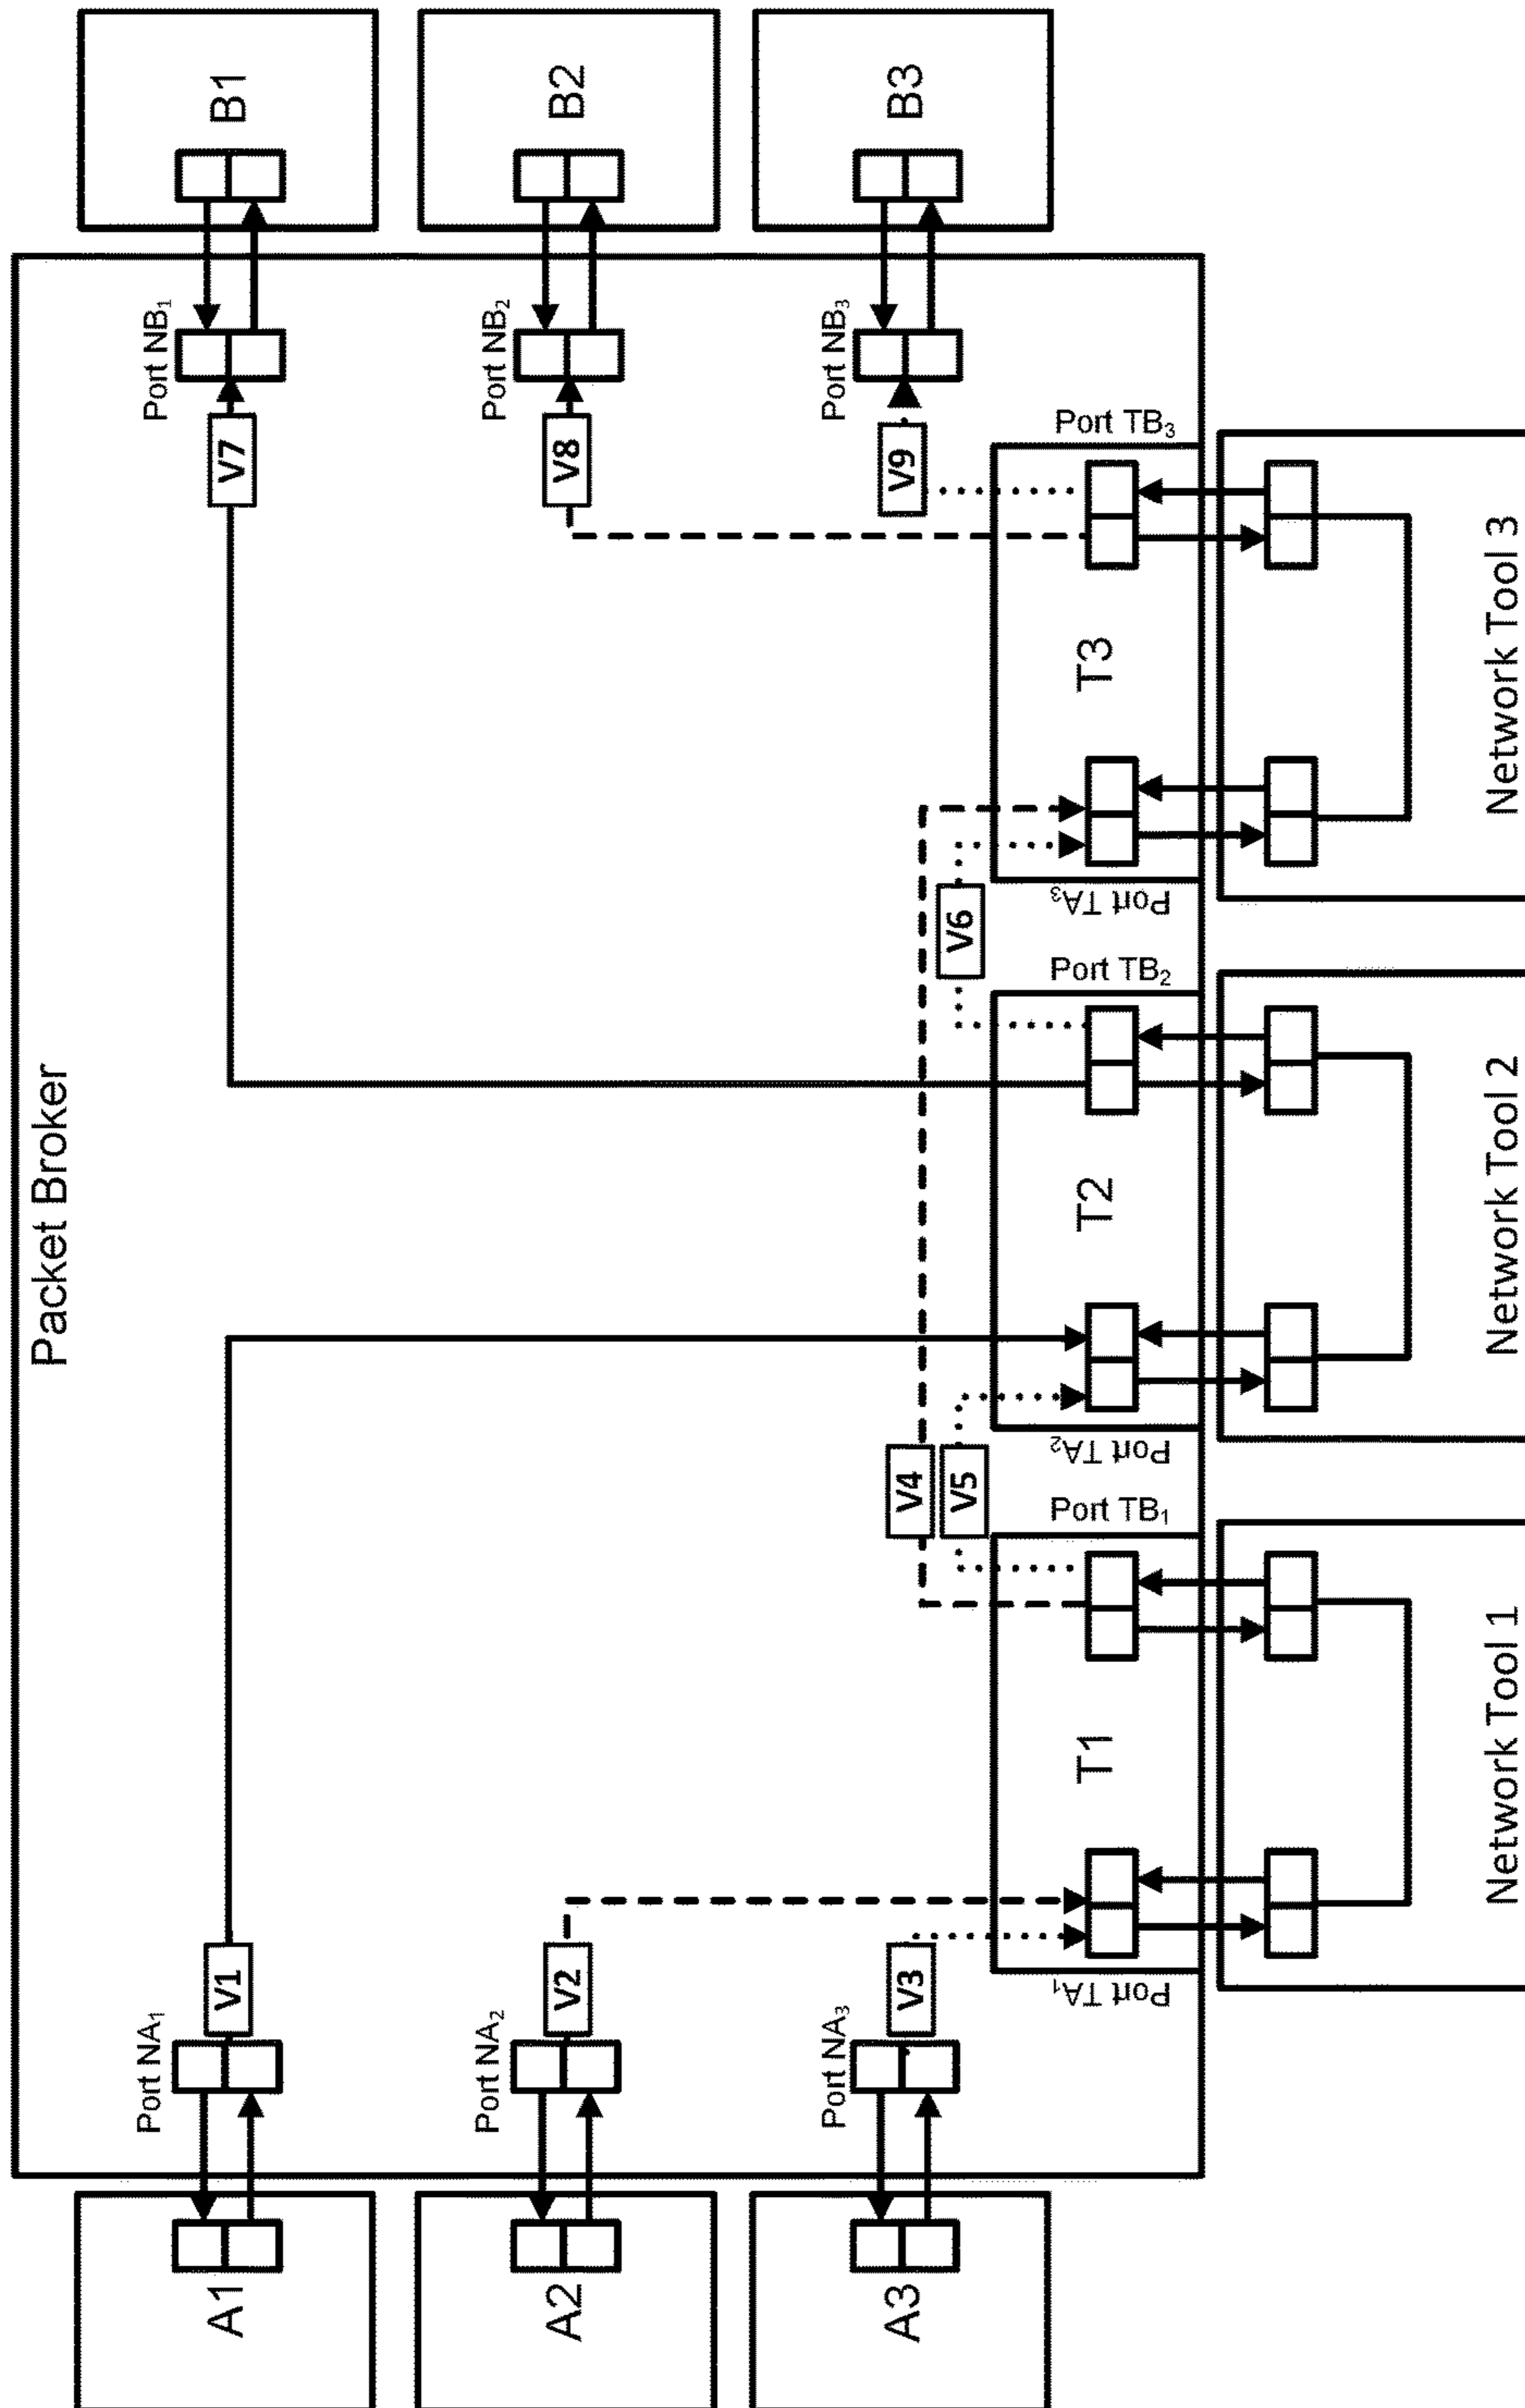 Packet Broker
A1
Port NA₁
V1
V7
Port NB₁
B1
A2
Port NA₂
V2
V8
Port NB₂
B2
A3
Port NA₃
V3
V9
Port NB₃
B3
V4
V5
V6
Port TA₁
T1
Port TB₁
Port TA₂
T2
Port TB₂
Port TA₃
T3
Port TB₃
Network Tool 1
Network Tool 2
Network Tool 3